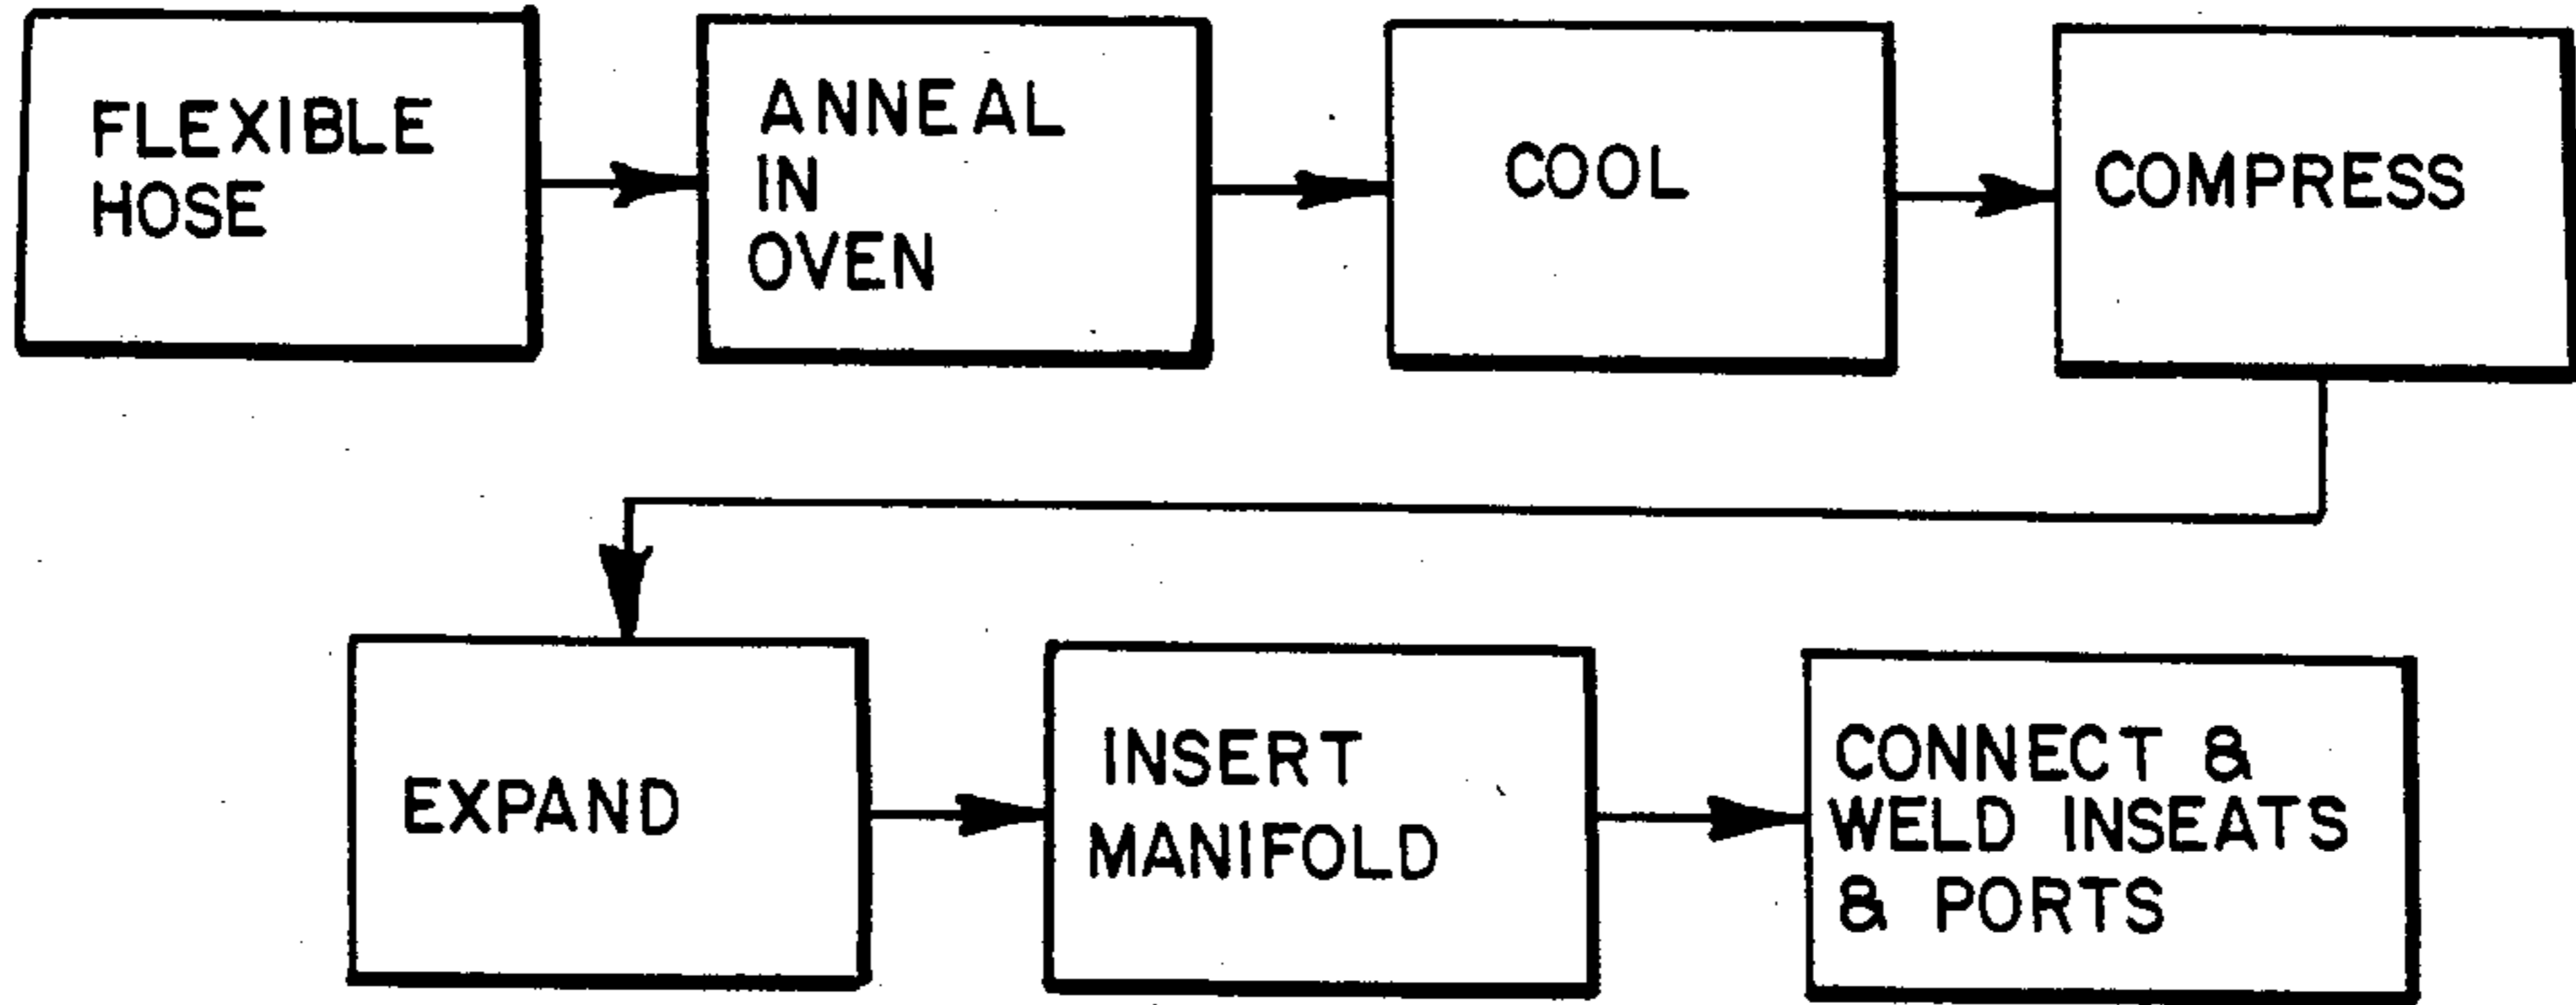 FLEXIBLE
HOSE
ANNEAL
IN
OVEN
COOL
COMPRESS
EXPAND
INSERT
MANIFOLD
CONNECT &
WELD INSEATS
& PORTS